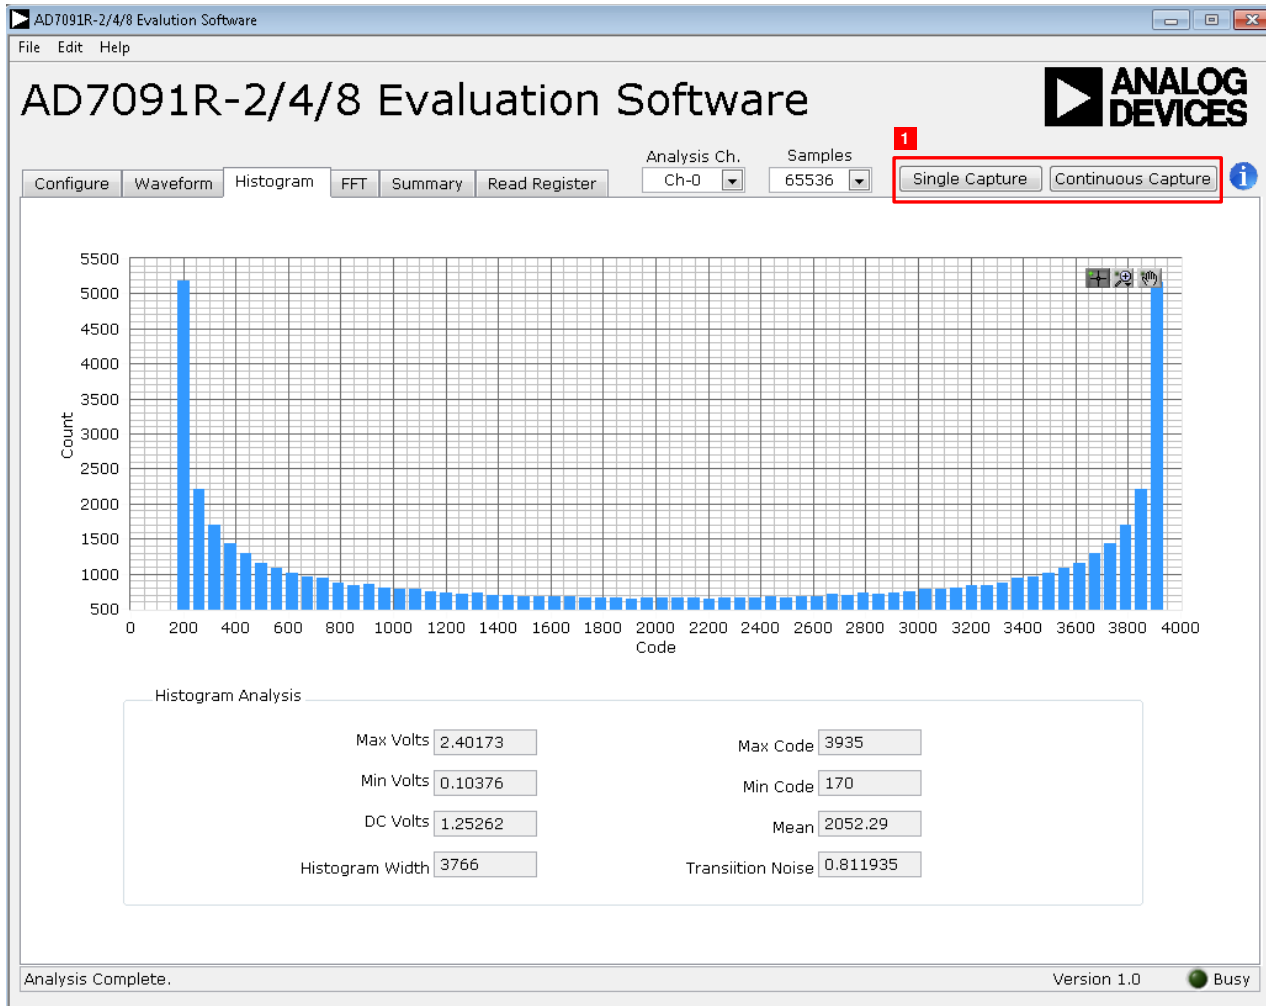 AD7091R-2/4/8 Evalution Software
File Edit Help
AD7091R-2/4/8 Evaluation Software
ANALOG
DEVICES
1
Analysis Ch. Samples
Configure Waveform Histogram FFT Summary Read Register Ch-0 65536 Single Capture Continuous Capture i
5500
5000
4500
4000
3500
3000
2500
2000
1500
1000
500
Count
0 200 400 600 800 1000 1200 1400 1600 1800 2000 2200 2400 2600 2800 3000 3200 3400 3600 3800 4000
Code
Histogram Analysis
Max Volts 2.40173 Max Code 3935
Min Volts 0.10376 Min Code 170
DC Volts 1.25262 Mean 2052.29
Histogram Width 3766 Transiition Noise 0.811935
Analysis Complete. Version 1.0 Busy